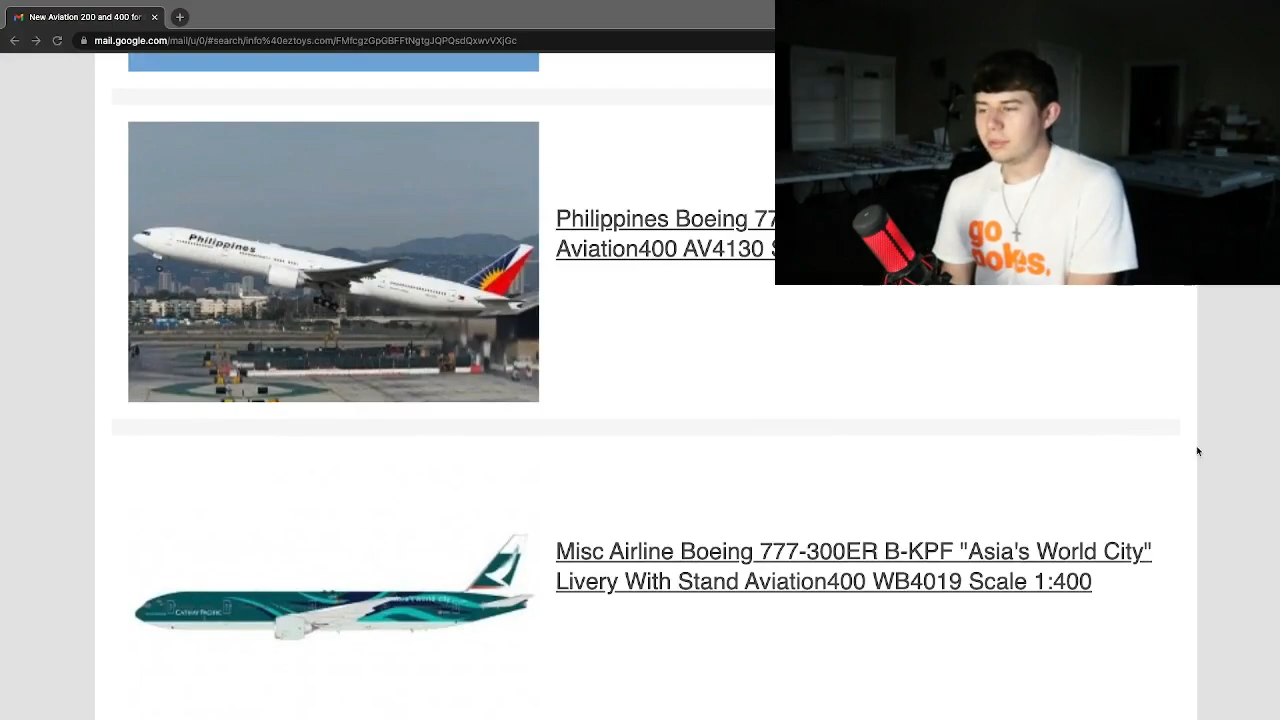 New Aviation 200 and 400 for
mail.google.com/mail/u/0/#search/info%40eztoys.com/FMfcgzGpGBFFtNgtgJQPQsdQxwvVXjGc
Philippines
Philippines Boeing 77
Aviation400 AV4130 S
go
pokes.
CATHAY PACIFIC
Misc Airline Boeing 777-300ER B-KPF "Asia's World City"
Livery With Stand Aviation400 WB4019 Scale 1:400